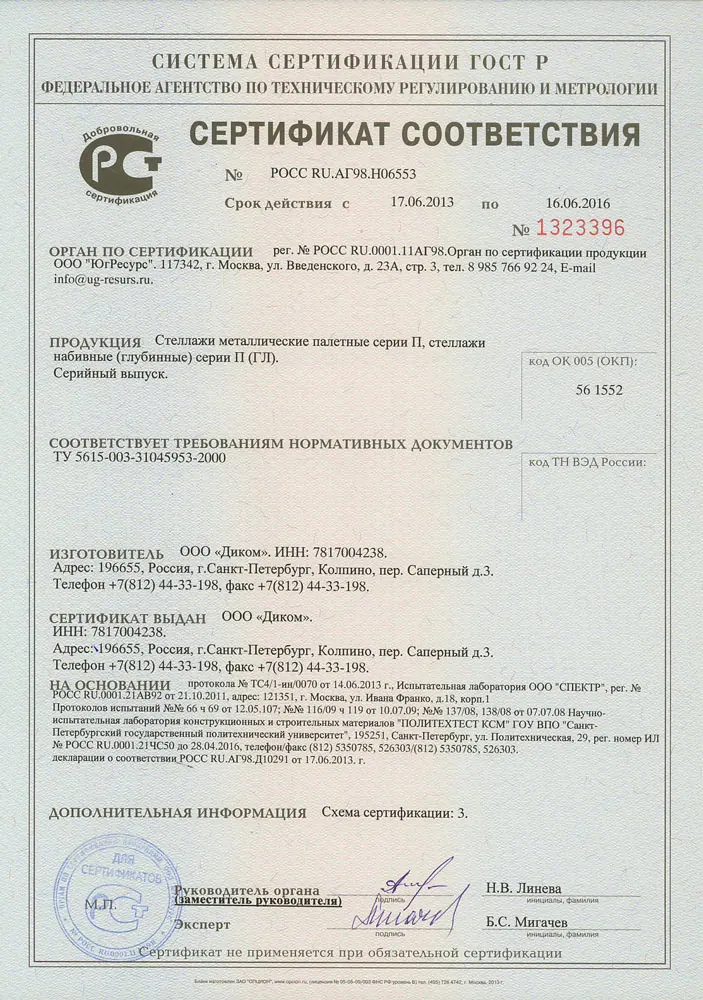 СИСТЕМА СЕРТИФИКАЦИИ ГОСТ Р
ФЕДЕРАЛЬНОЕ АГЕНТСТВО ПО ТЕХНИЧЕСКОМУ РЕГУЛИРОВАНИЮ И МЕТРОЛОГИИ
Добровольная
РСТ
сертификация
СЕРТИФИКАТ СООТВЕТСТВИЯ
№ РОСС RU.АГ98.Н06553
Срок действия с 17.06.2013 по 16.06.2016
№ 1323396
ОРГАН ПО СЕРТИФИКАЦИИ рег. № РОСС RU.0001.11АГ98.Орган по сертификации продукции
ООО "ЮгРесурс". 117342, г. Москва, ул. Введенского, д. 23А, стр. 3, тел. 8 985 766 92 24, E-mail
info@ug-resurs.ru.
ПРОДУКЦИЯ Стеллажи металлические палетные серии П, стеллажи
набивные (глубинные) серии П (ГЛ).
Серийный выпуск.
код ОК 005 (ОКП):
56 1552
СООТВЕТСТВУЕТ ТРЕБОВАНИЯМ НОРМАТИВНЫХ ДОКУМЕНТОВ
ТУ 5615-003-31045953-2000
код ТН ВЭД России:
ИЗГОТОВИТЕЛЬ ООО «Диком». ИНН: 7817004238.
Адрес: 196655, Россия, г.Санкт-Петербург, Колпино, пер. Саперный д.3.
Телефон +7(812) 44-33-198, факс +7(812) 44-33-198.
СЕРТИФИКАТ ВЫДАН ООО «Диком».
ИНН: 7817004238.
Адрес: 196655, Россия, г.Санкт-Петербург, Колпино, пер. Саперный д.3.
Телефон +7(812) 44-33-198, факс +7(812) 44-33-198.
НА ОСНОВАНИИ протокола № ТС4/1-ин/0070 от 14.06.2013 г., Испытательная лаборатория ООО "СПЕКТР", рег. №
РОСС RU.0001.21АВ92 от 21.10.2011, адрес: 121351, г. Москва, ул. Ивана Франко, д.18, корп.1
Протоколов испытаний №№ 66 ч 69 от 12.05.107; №№ 116/09 ч 119 от 10.07.09; №№ 137/08, 138/08 от 07.07.08 Научно-
испытательная лаборатория конструкционных и строительных материалов "ПОЛИТЕХТЕСТ КСМ" ГОУ ВПО "Санкт-
Петербургский государственный политехнический университет", 195251, Санкт-Петербург, ул. Политехническая, 29, рег. номер ИЛ
№ РОСС RU.0001.21ЧС50 до 28.04.2016, телефон/факс (812) 5350785, 526303/(812) 5350785, 526303.
декларации о соответствии РОСС RU.АГ98.Д10291 от 17.06.2013. г.
ДОПОЛНИТЕЛЬНАЯ ИНФОРМАЦИЯ Схема сертификации: 3.
ДЛЯ
СЕРТИФИКАТОВ
М.П.
Руководитель органа
(заместитель руководителя)
подпись
Н.В. Линева
инициалы, фамилия
Эксперт
подпись
Б.С. Мигачев
инициалы, фамилия
Сертификат не применяется при обязательной сертификации